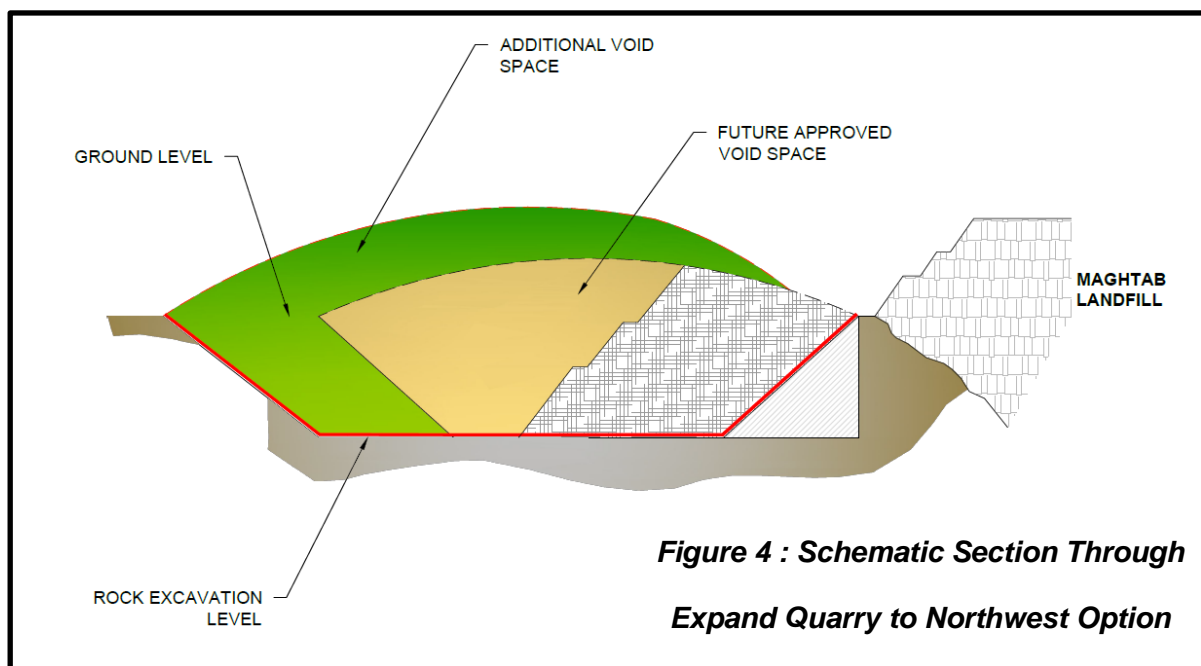 ADDITIONAL VOID
SPACE
FUTURE APPROVED
VOID SPACE
GROUND LEVEL
MAGHTAB
LANDFILL
ROCK EXCAVATION
LEVEL
Figure 4 : Schematic Section Through
Expand Quarry to Northwest Option